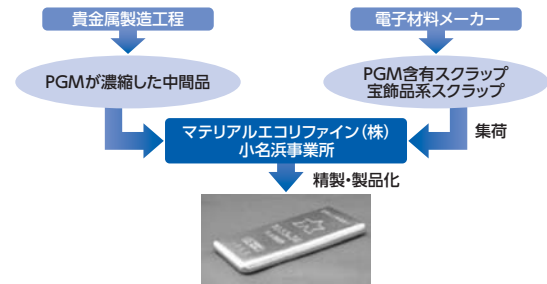 貴金属製造工程
電子材料メーカー
PGMが濃縮した中間品
PGM含有スクラップ
宝飾品系スクラップ
マテリアルエコリファイン(株)
小名浜事業所
集荷
精製・製品化